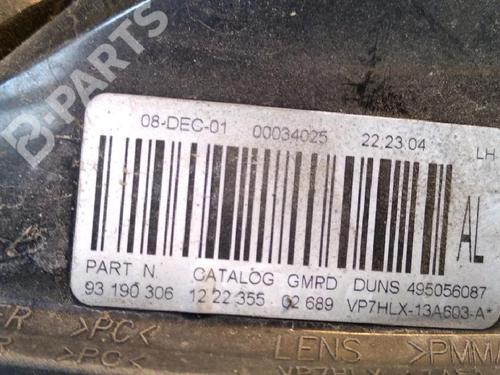 B-PARTS
08-DEC-01 00034025 22.23.04 LH
AL
PART N. CATALOG GMRD DUNS 495056087
93 190 306 12 22 355 02 689 VP7HLX-13A603-A*
>PC< LENS >PMMA
>PC<